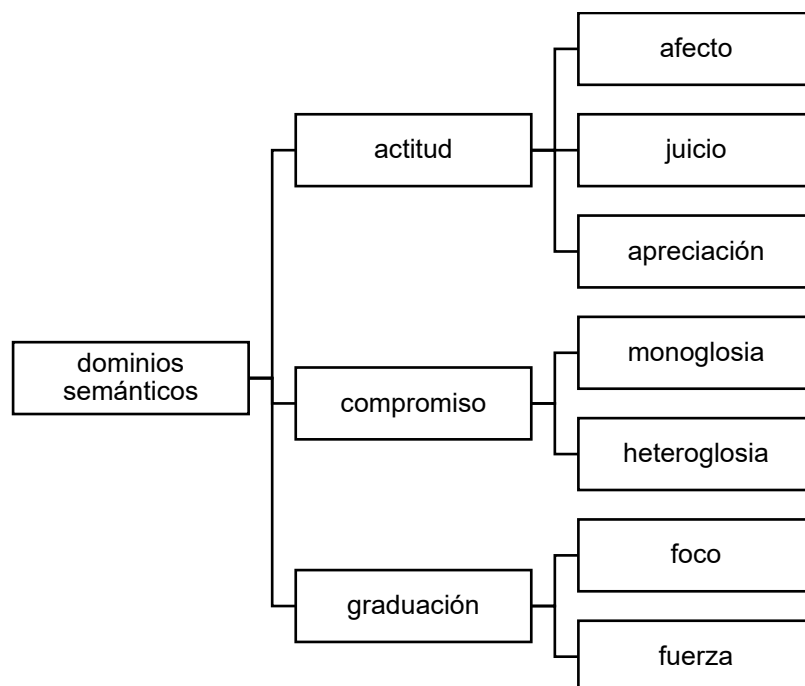 afecto
actitud
juicio
apreciación
dominios
semánticos
monoglosia
compromiso
heteroglosia
foco
graduación
fuerza